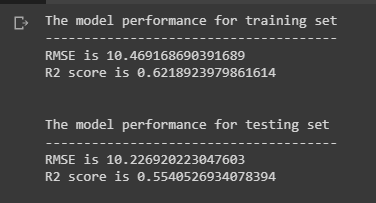 The model performance for training set
--------------------------------------
RMSE is 10.469168690391689
R2 score is 0.6218923979861614
The model performance for testing set
--------------------------------------
RMSE is 10.226920223047603
R2 score is 0.5540526934078394